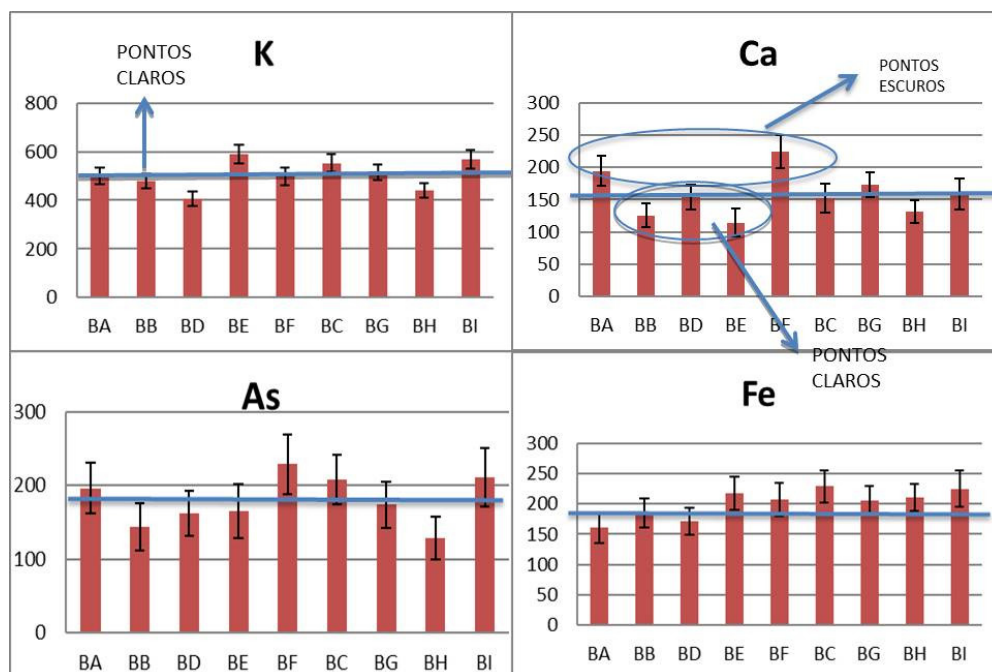 K
PONTOS
CLAROS
800
600
400
200
0
BA BB BD BE BF BC BG BH BI
Ca
PONTOS
ESCUROS
300
250
200
150
100
50
0
BA BB BD BE BF BC BG BH BI
PONTOS
CLAROS
As
300
200
100
0
BA BB BD BE BF BC BG BH BI
Fe
300
250
200
150
100
50
0
BA BB BD BE BF BC BG BH BI